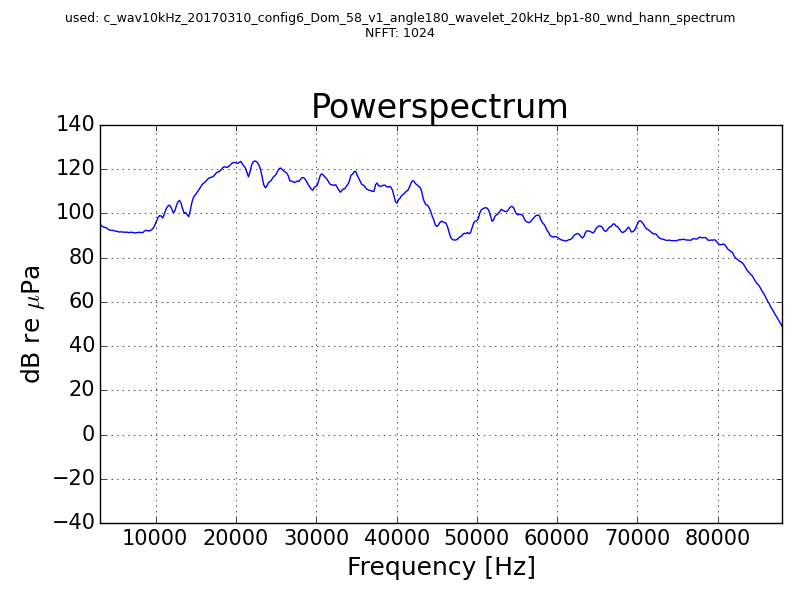 used: c_wav10kHz_20170310_config6_Dom_58_v1_angle180_wavelet_20kHz_bp1-80_wnd_hann_spectrum
NFFT: 1024
Powerspectrum
140
120
100
80
60
40
20
0
−20
−40
dB re μPa
10000 20000 30000 40000 50000 60000 70000 80000
Frequency [Hz]